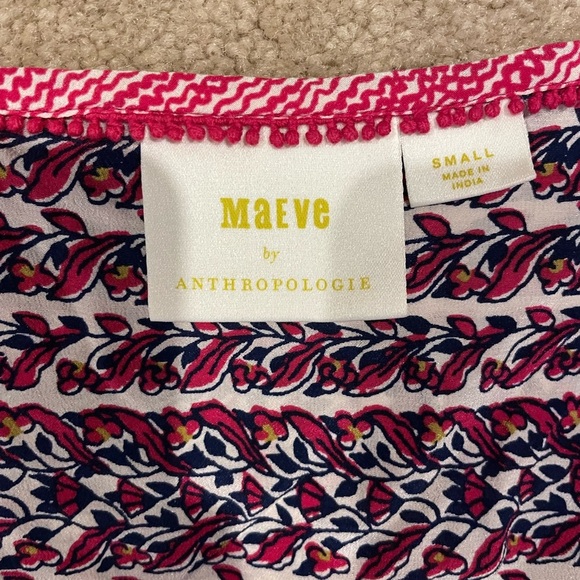 MaEVe
by
ANTHROPOLOGIE
SMALL
MADE IN
INDIA